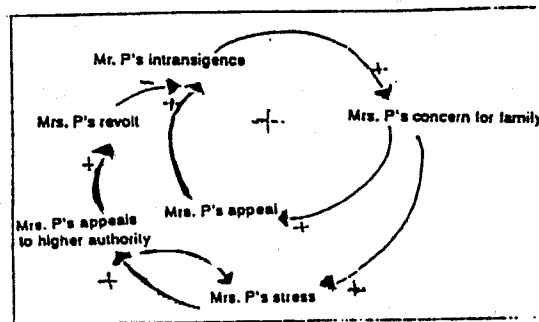 Mr. P's intransigence
Mrs. P's revolt
Mrs. P's concern for family
Mrs. P's appeal
Mrs. P's appeals
to higher authority
Mrs. P's stress